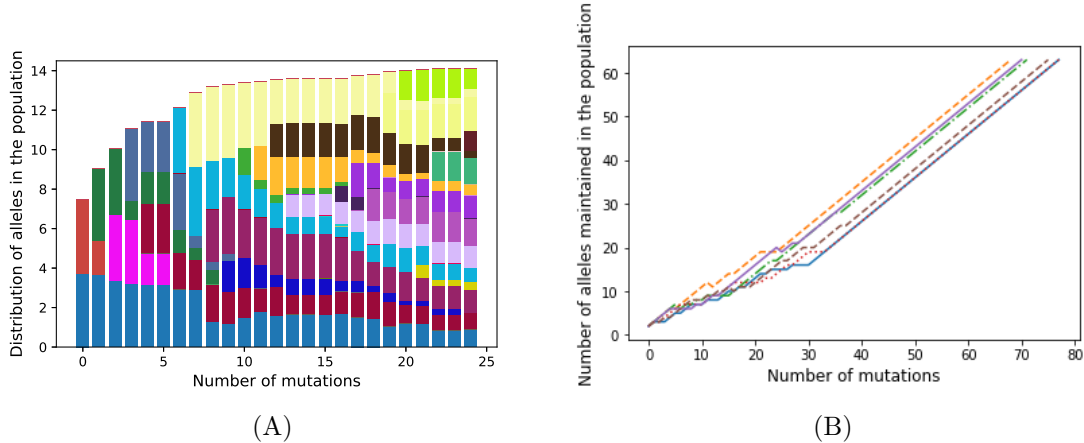 Distribution of alleles in the population
14
12
10
8
6
4
2
0
0 5 10 15 20 25
Number of mutations
(A)
Number of alleles maintained in the population
60
50
40
30
20
10
0
0 10 20 30 40 50 60 70 80
Number of mutations
(B)